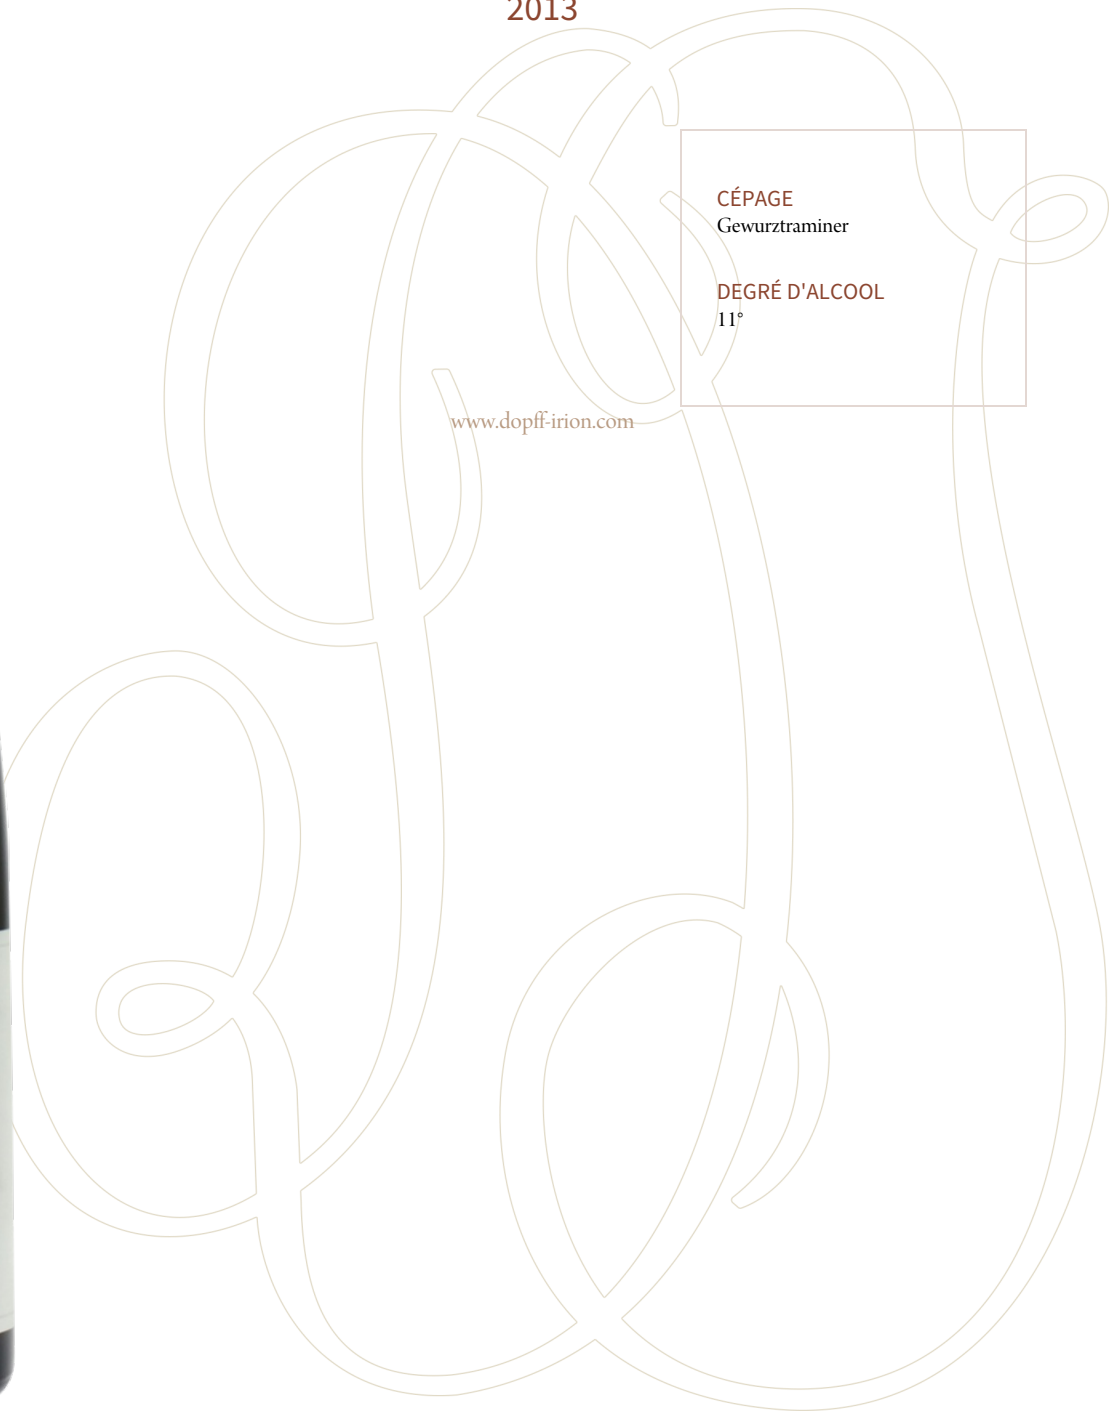 2013
CÉPAGE
Gewurztraminer
DEGRÉ D'ALCOOL
11°
www.dopff-irion.com